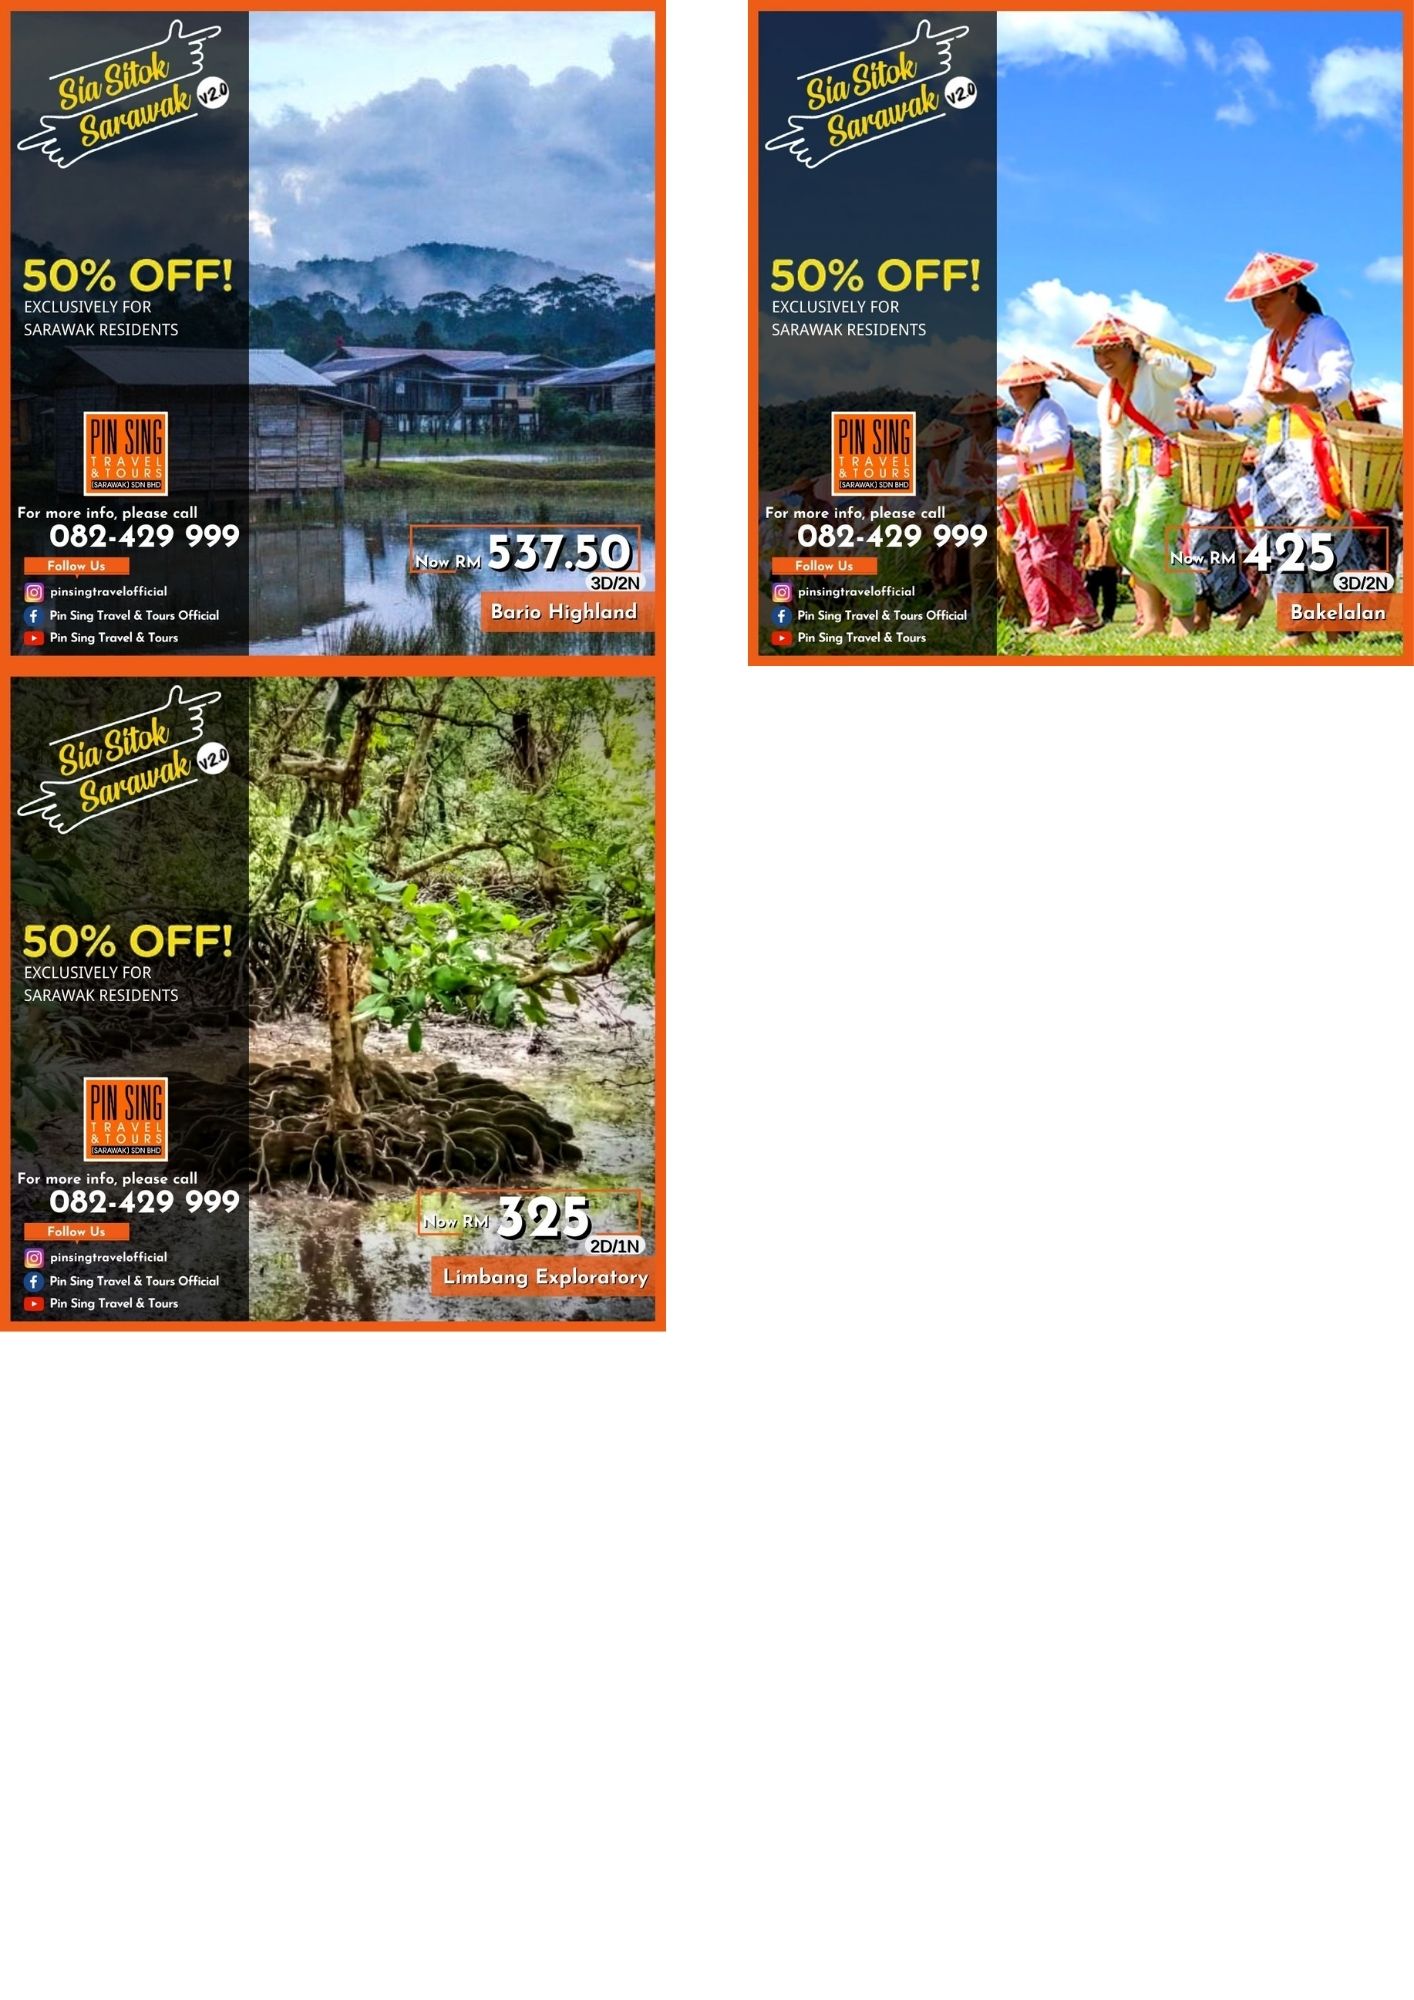 Sia Sitok
Sarawak
v2.0
50% OFF!
EXCLUSIVELY FOR
SARAWAK RESIDENTS
PIN SING
TRAVEL
& TOURS
(SARAWAK) SDN BHD
For more info, please call
082-429 999
Follow Us
pinsingtravelofficial
Pin Sing Travel & Tours Official
Pin Sing Travel & Tours
Now RM 537.50
3D/2N
Bario Highland
Sia Sitok
Sarawak
v2.0
50% OFF!
EXCLUSIVELY FOR
SARAWAK RESIDENTS
PIN SING
TRAVEL
& TOURS
(SARAWAK) SDN BHD
For more info, please call
082-429 999
Follow Us
pinsingtravelofficial
Pin Sing Travel & Tours Official
Pin Sing Travel & Tours
Now RM 425
3D/2N
Bakelalan
Sia Sitok
Sarawak
v2.0
50% OFF!
EXCLUSIVELY FOR
SARAWAK RESIDENTS
PIN SING
TRAVEL
& TOURS
(SARAWAK) SDN BHD
For more info, please call
082-429 999
Follow Us
pinsingtravelofficial
Pin Sing Travel & Tours Official
Pin Sing Travel & Tours
Now RM 325
2D/1N
Limbang Exploratory